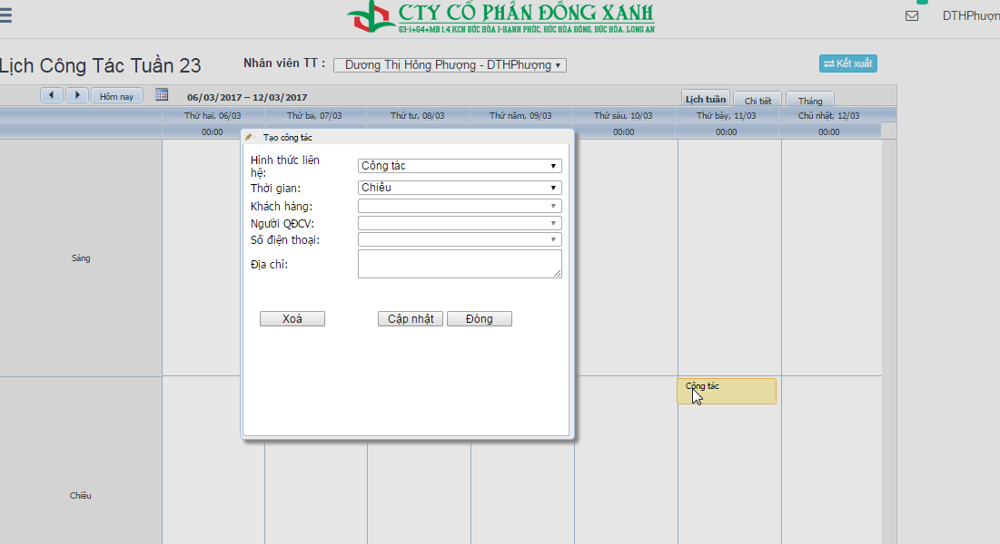 CTY CỔ PHẦN ĐỒNG XANH
G3-1+G4+MB1.4 KCN ĐỨC HÒA I-HẠNH PHÚC, ĐỨC HÒA ĐÔNG, ĐỨC HÒA, LONG AN
DTHPhượn
Lịch Công Tác Tuần 23
Nhân viên TT : Dương Thị Hồng Phượng - DTHPhượng
Kết xuất
Hôm nay 06/03/2017 – 12/03/2017 Lịch tuần Chi tiết Tháng
Thứ hai, 06/03 Thứ ba, 07/03 Thứ tư, 08/03 Thứ năm, 09/03 Thứ sáu, 10/03 Thứ bảy, 11/03 Chủ nhật, 12/03
00:00 00:00 00:00 00:00
Tạo công tác
Hình thức liên hệ: Công tác
Thời gian: Chiều
Khách hàng:
Người QĐCV:
Số điện thoại:
Địa chỉ:
Xoá Cập nhật Đóng
Sáng
Công tác
Chiều